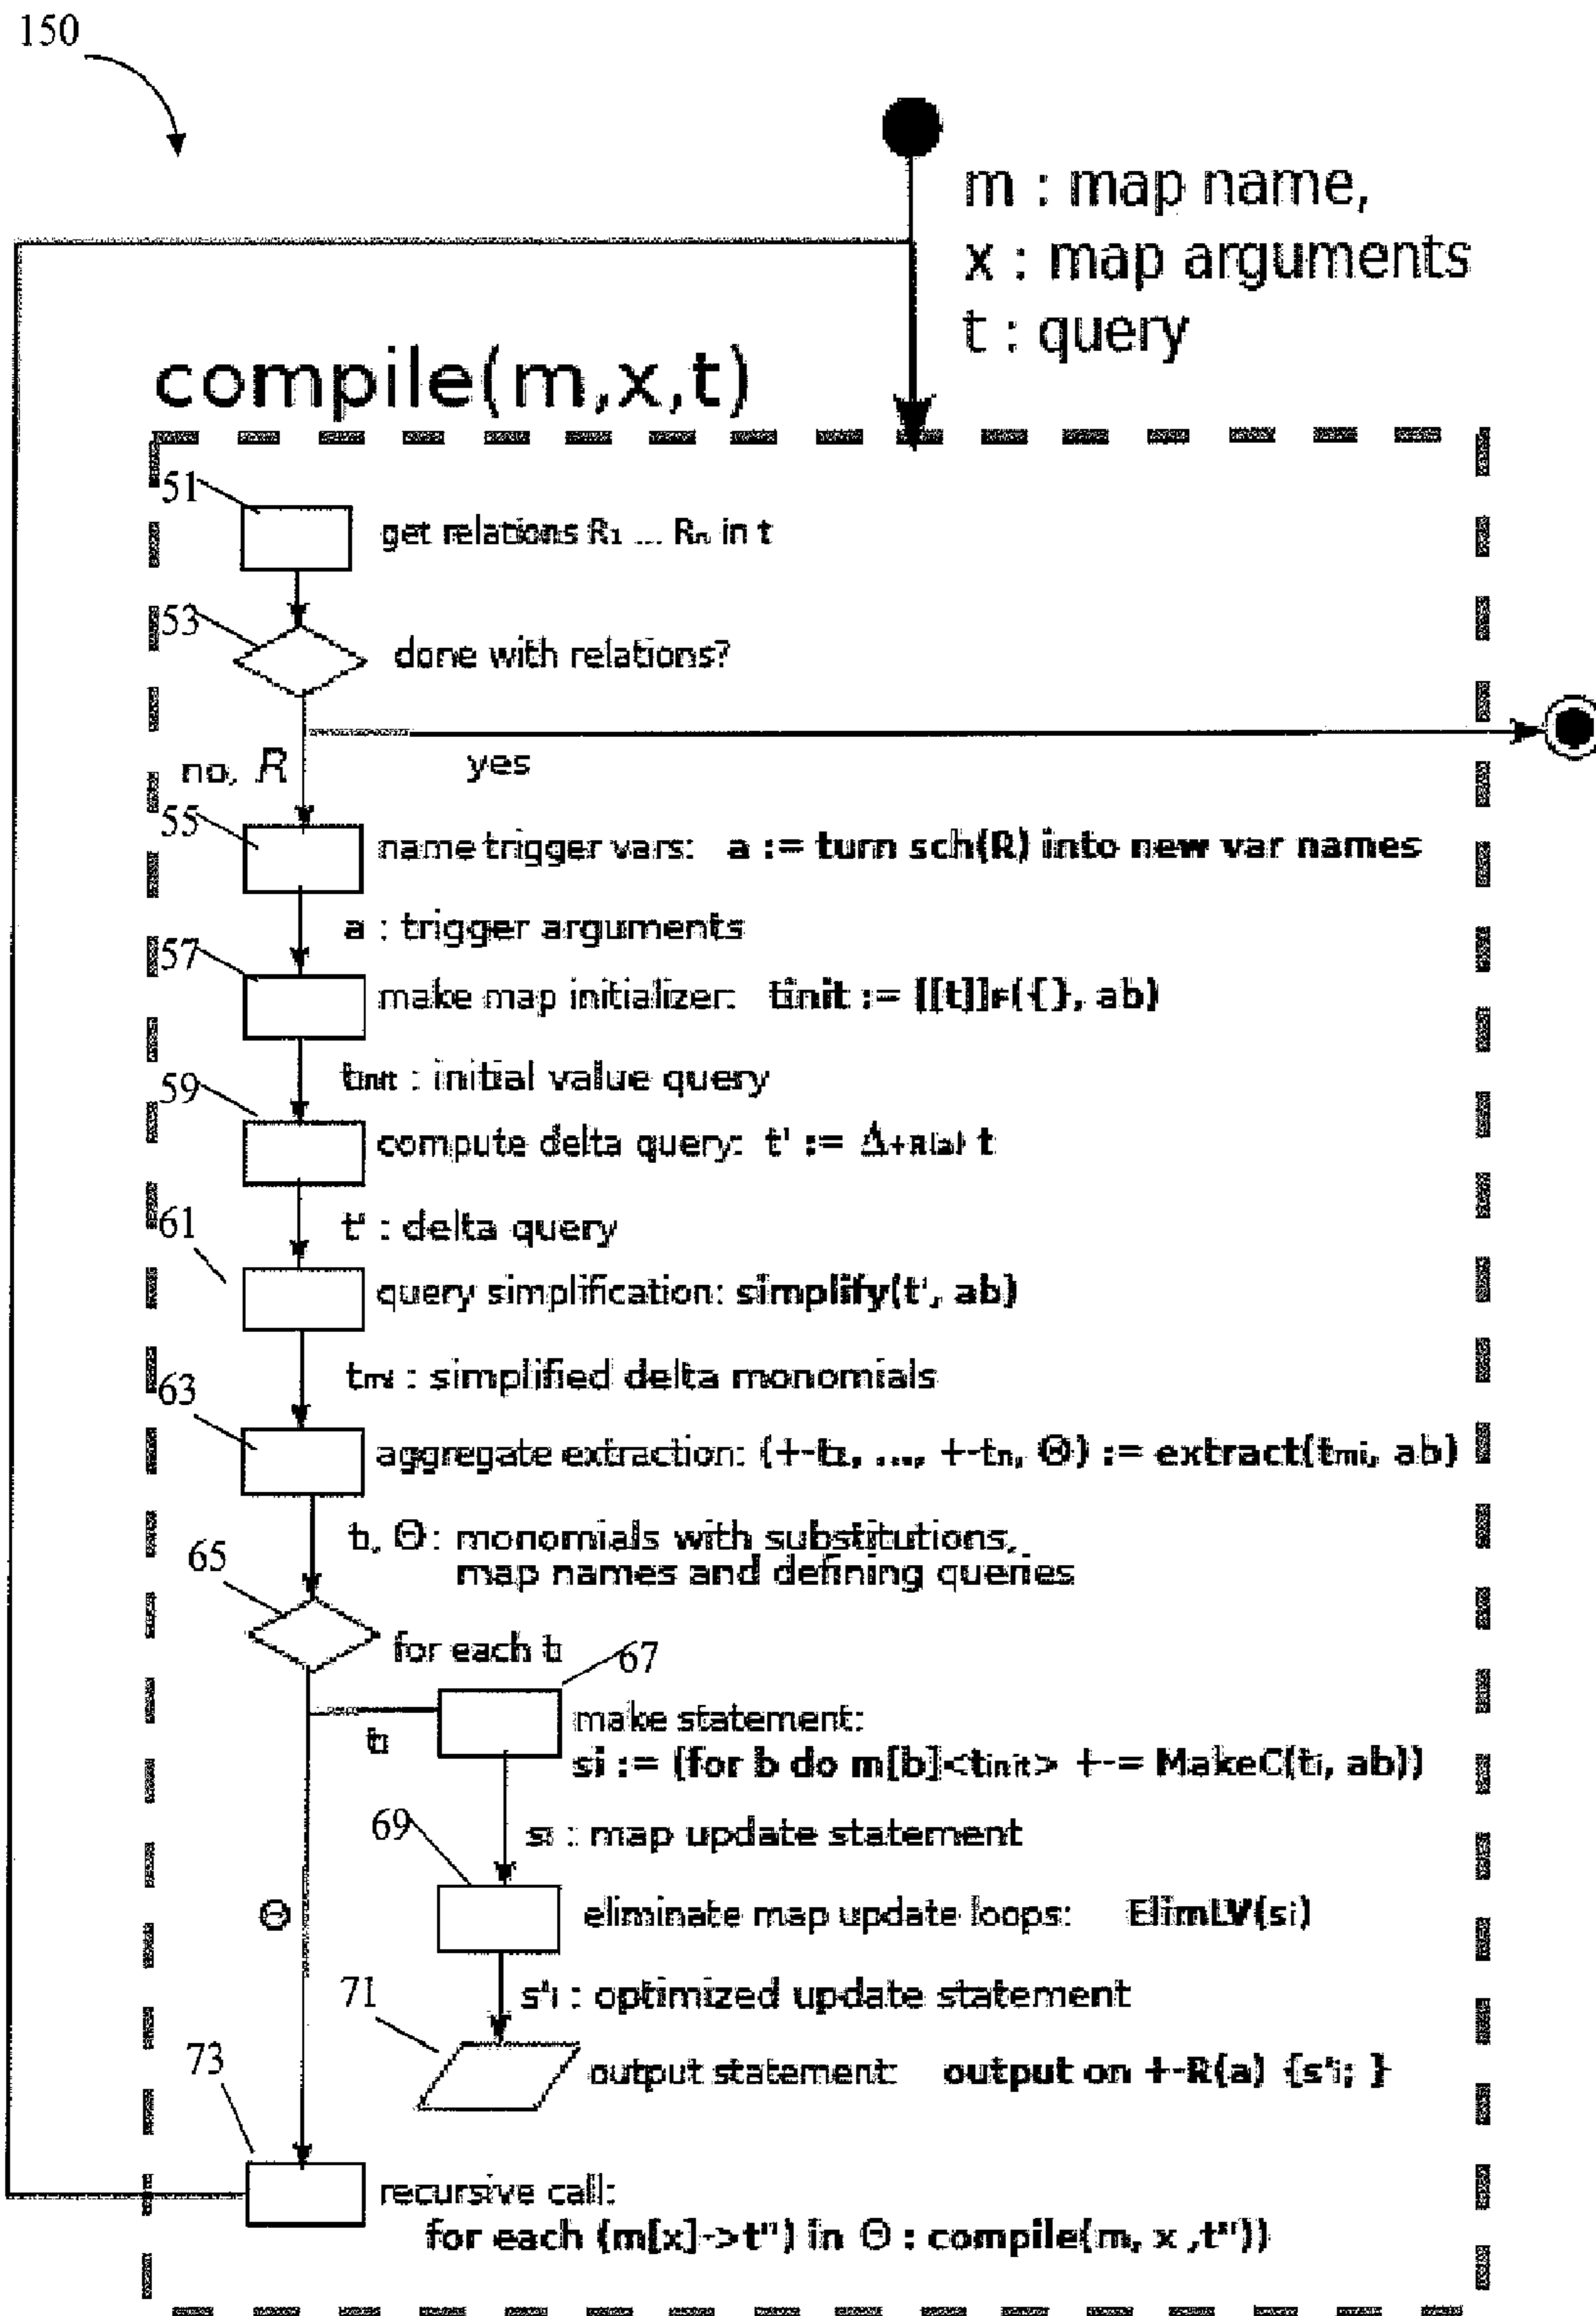 150
m : map name,
x : map arguments
t : query
compile(m,x,t)
51
get relations R1 ... Rn in t
53
done with relations?
no, R
yes
55
name trigger vars: a := turn sch(R) into new var names
a : trigger arguments
57
make map initializer: tinit := [[t]]F({}, ab)
tinit : initial value query
59
compute delta query: t' := Δ+R(a) t
t' : delta query
61
query simplification: simplify(t', ab)
tmi : simplified delta monomials
63
aggregate extraction: (+-t1, ..., +-tn, Θ) := extract(tmi, ab)
ti, Θ : monomials with substitutions,
map names and defining queries
65
for each ti
67
ti
make statement:
si := (for b do m[b]<tinit> +-= MakeC(ti, ab))
69
si : map update statement
Θ
eliminate map update loops: ElimLV(si)
71
s'i : optimized update statement
output statement: output on +-R(a) {s'i; }
73
recursive call:
for each (m[x]->t'') in Θ : compile(m, x ,t''))